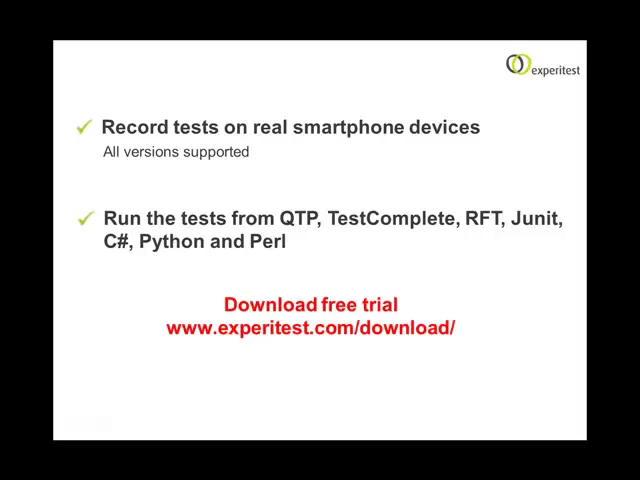 experitest
Record tests on real smartphone devices
All versions supported
Run the tests from QTP, TestComplete, RFT, Junit,
C#, Python and Perl
Download free trial
www.experitest.com/download/